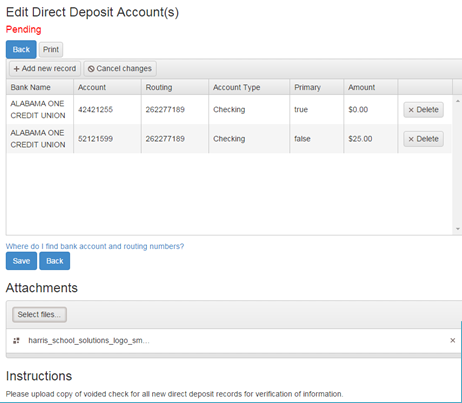 Edit Direct Deposit Account(s)
Pending
Back Print
+ Add new record Cancel changes
Bank Name Account Routing Account Type Primary Amount
ALABAMA ONE
CREDIT UNION 42421255 262277189 Checking true $0.00 × Delete
ALABAMA ONE
CREDIT UNION 52121599 262277189 Checking false $25.00 × Delete
Where do I find bank account and routing numbers?
Save Back
Attachments
Select files...
harris_school_solutions_logo_sm... ×
Instructions
Please upload copy of voided check for all new direct deposit records for verification of information.